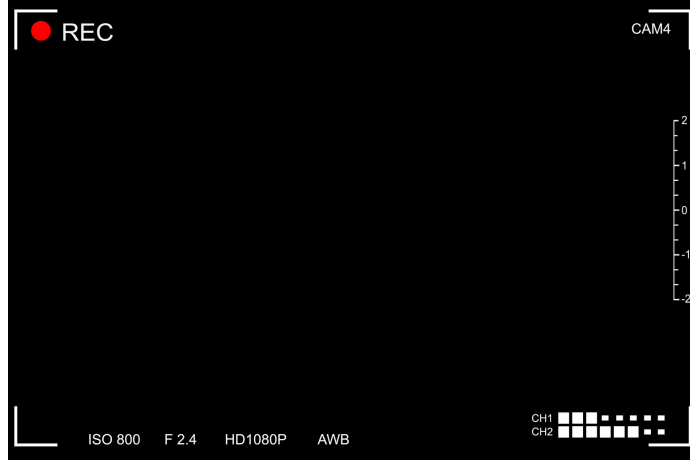 REC
CAM4
2
1
0
-1
-2
CH1
CH2
ISO 800 F 2.4 HD1080P AWB